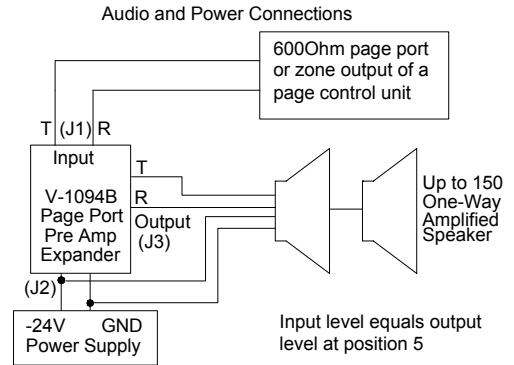 Audio and Power Connections
600Ohm page port
or zone output of a
page control unit
T (J1) R
Input
V-1094B
Page Port
Pre Amp
Expander
T
R
Output
(J3)
Up to 150
One-Way
Amplified
Speaker
(J2)
-24V GND
Power Supply
Input level equals output
level at position 5